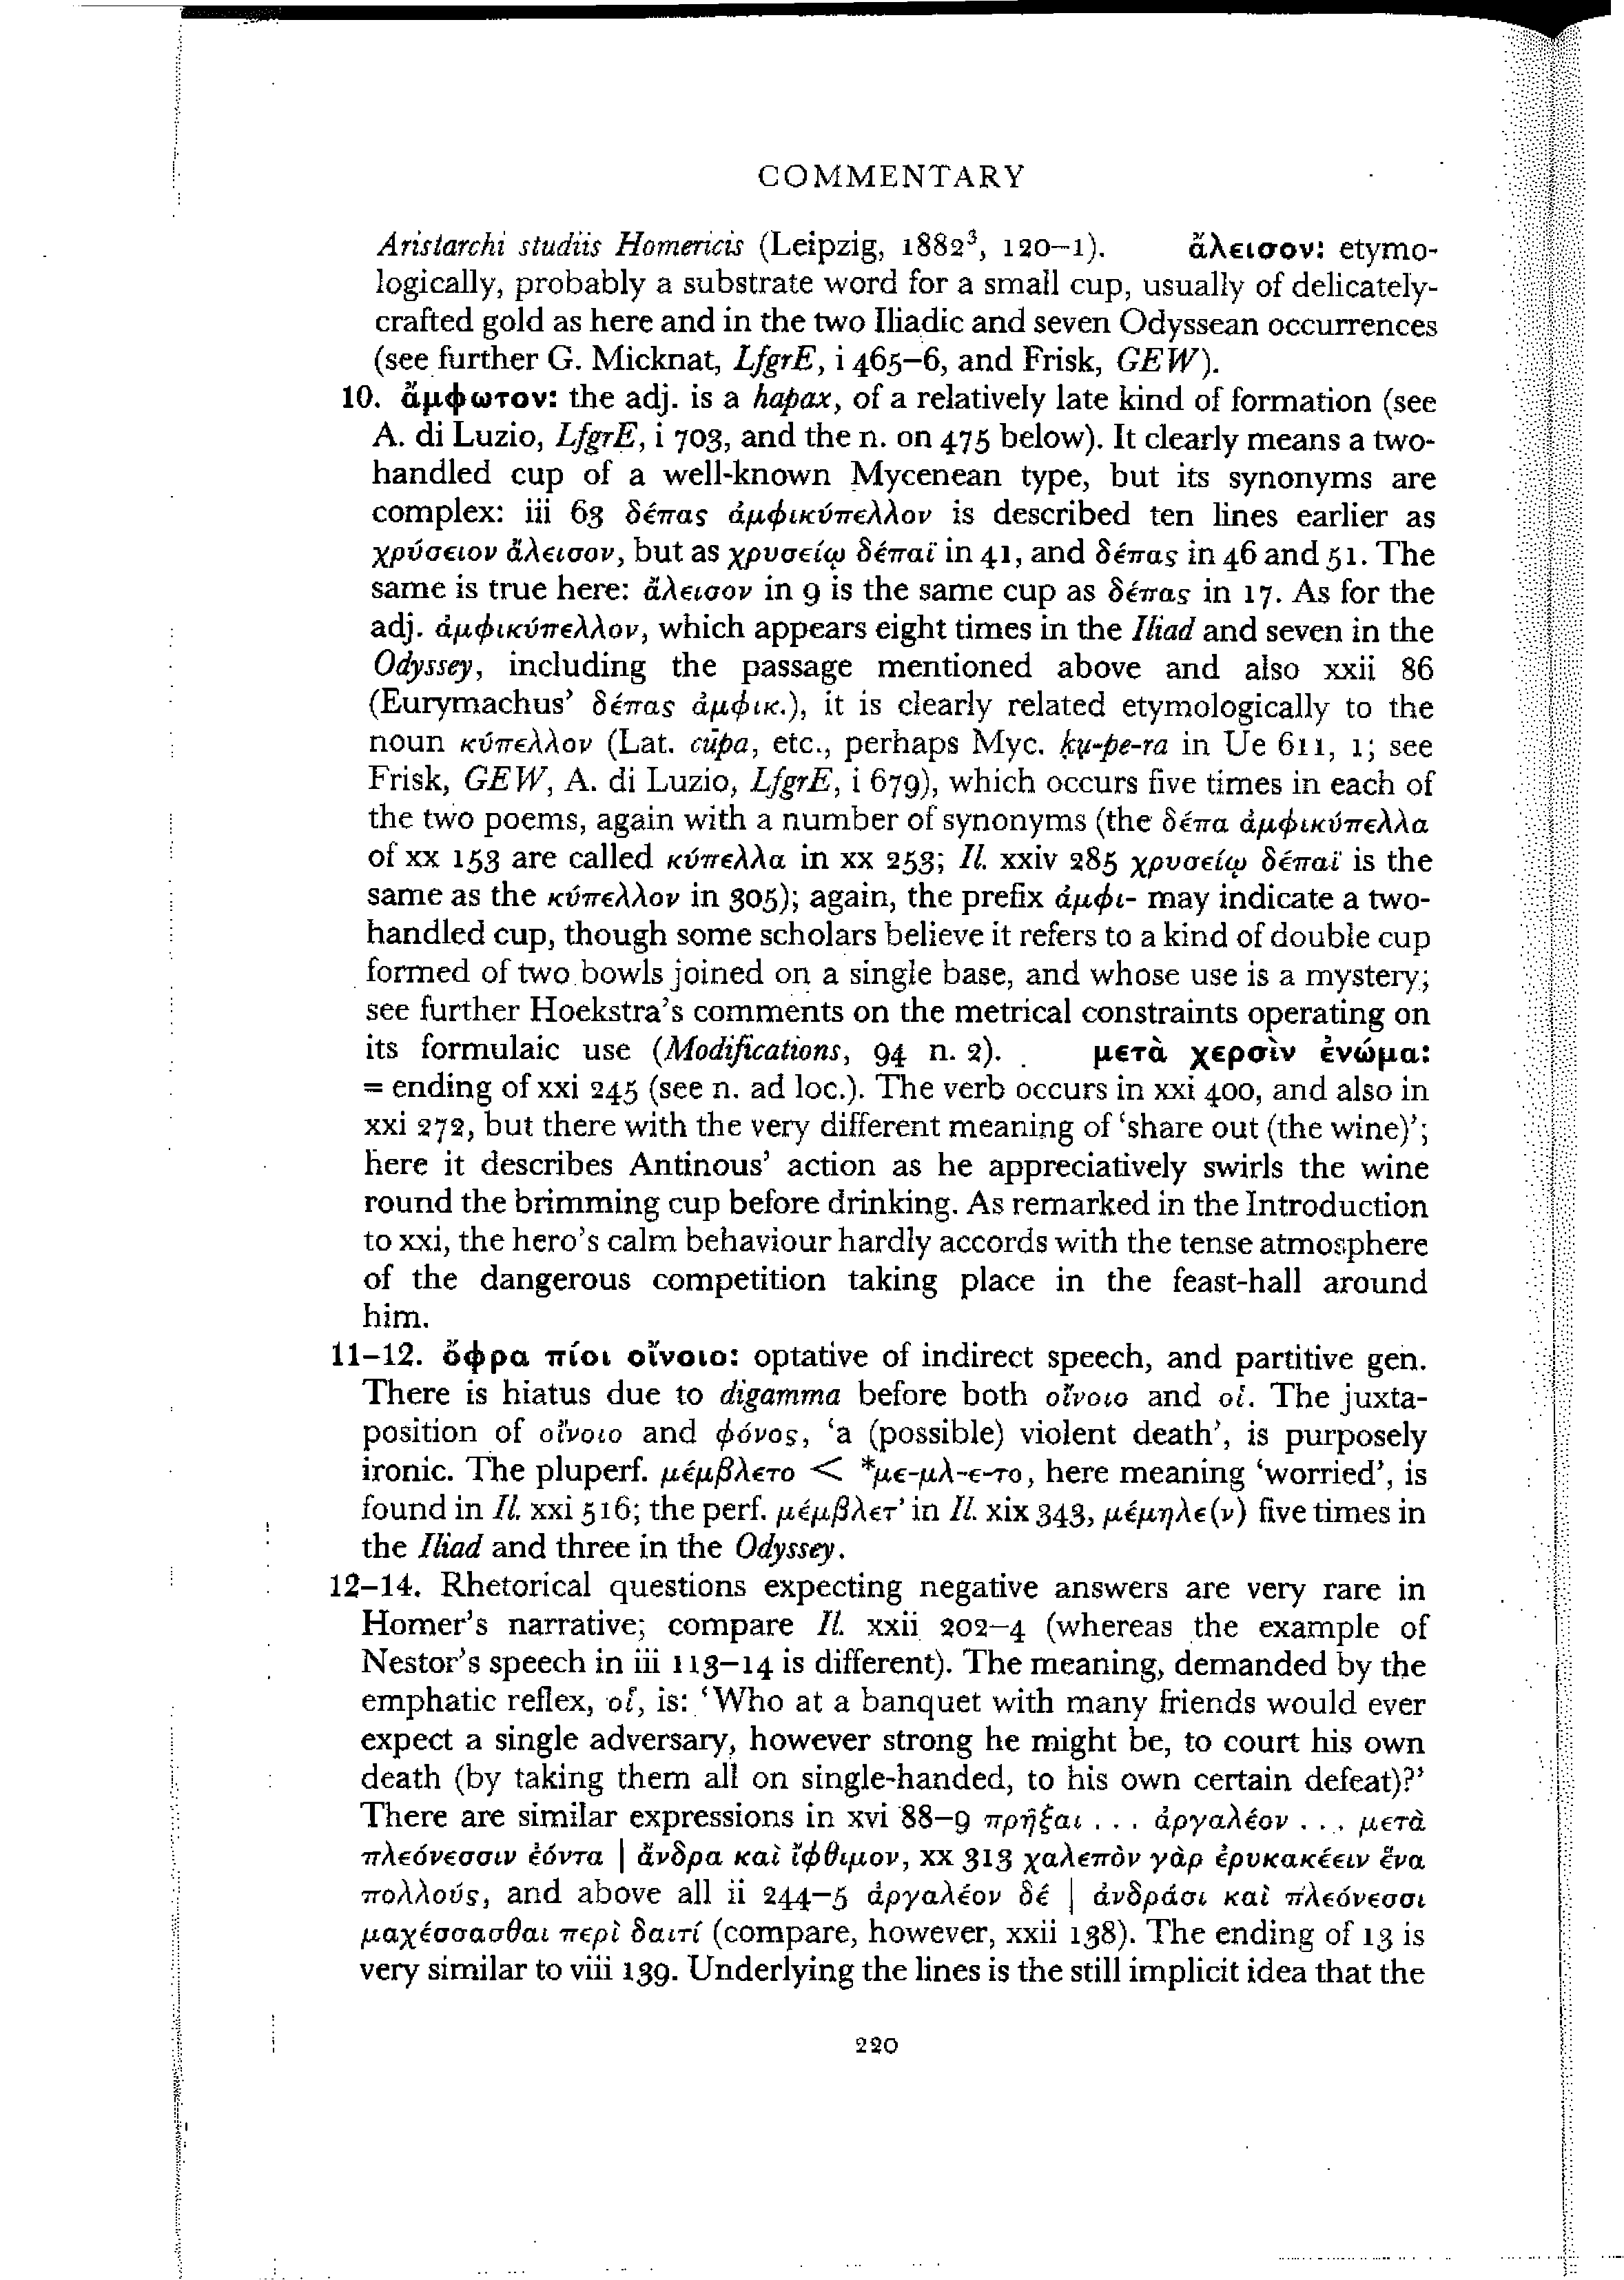 COMMENTARY
Aristarchi studiis Homericis (Leipzig, 1882³, 120–1). ἄλεισον: etymo-
logically, probably a substrate word for a small cup, usually of delicately-
crafted gold as here and in the two Iliadic and seven Odyssean occurrences
(see further G. Micknat, LfgrE, i 465–6, and Frisk, GEW).
10. ἄμφωτον: the adj. is a hapax, of a relatively late kind of formation (see
A. di Luzio, LfgrE, i 703, and the n. on 475 below). It clearly means a two-
handled cup of a well-known Mycenean type, but its synonyms are
complex: iii 63 δέπας ἀμφικύπελλον is described ten lines earlier as
χρύσειον ἄλεισον, but as χρυσείῳ δέπαϊ in 41, and δέπας in 46 and 51. The
same is true here: ἄλεισον in 9 is the same cup as δέπας in 17. As for the
adj. ἀμφικύπελλον, which appears eight times in the Iliad and seven in the
Odyssey, including the passage mentioned above and also xxii 86
(Eurymachus’ δέπας ἀμφικ.), it is clearly related etymologically to the
noun κύπελλον (Lat. cūpa, etc., perhaps Myc. ḳụ-pe-ra in Ue 611, 1; see
Frisk, GEW, A. di Luzio, LfgrE, i 679), which occurs five times in each of
the two poems, again with a number of synonyms (the δέπα ἀμφικύπελλα
of xx 153 are called κύπελλα in xx 253; Il. xxiv 285 χρυσείῳ δέπαϊ is the
same as the κύπελλον in 305); again, the prefix ἀμφι- may indicate a two-
handled cup, though some scholars believe it refers to a kind of double cup
formed of two bowls joined on a single base, and whose use is a mystery;
see further Hoekstra’s comments on the metrical constraints operating on
its formulaic use (Modifications, 94 n. 2). μετὰ χερσὶν ἐνώμα:
= ending of xxi 245 (see n. ad loc.). The verb occurs in xxi 400, and also in
xxi 272, but there with the very different meaning of ‘share out (the wine)’;
here it describes Antinous’ action as he appreciatively swirls the wine
round the brimming cup before drinking. As remarked in the Introduction
to xxi, the hero’s calm behaviour hardly accords with the tense atmosphere
of the dangerous competition taking place in the feast-hall around
him.
11–12. ὄφρα πίοι οἴνοιο: optative of indirect speech, and partitive gen.
There is hiatus due to digamma before both οἴνοιο and οἱ. The juxta-
position of οἴνοιο and φόνος, ‘a (possible) violent death’, is purposely
ironic. The pluperf. μέμβλετο < *με-μλ-ε-το, here meaning ‘worried’, is
found in Il. xxi 516; the perf. μέμβλετ’ in Il. xix 343, μέμηλε(ν) five times in
the Iliad and three in the Odyssey.
12–14. Rhetorical questions expecting negative answers are very rare in
Homer’s narrative; compare Il. xxii 202–4 (whereas the example of
Nestor’s speech in iii 113–14 is different). The meaning, demanded by the
emphatic reflex, οἷ, is: ‘Who at a banquet with many friends would ever
expect a single adversary, however strong he might be, to court his own
death (by taking them all on single-handed, to his own certain defeat)?’
There are similar expressions in xvi 88–9 πρῆξαι . . . ἀργαλέον . . . μετὰ
πλεόνεσσιν ἐόντα | ἄνδρα καὶ ἴφθιμον, xx 313 χαλεπὸν γὰρ ἐρυκακέειν ἕνα
πολλούς, and above all ii 244–5 ἀργαλέον δέ | ἀνδράσι καὶ πλεόνεσσι
μαχέσσασθαι περὶ δαιτί (compare, however, xxii 138). The ending of 13 is
very similar to viii 139. Underlying the lines is the still implicit idea that the
220